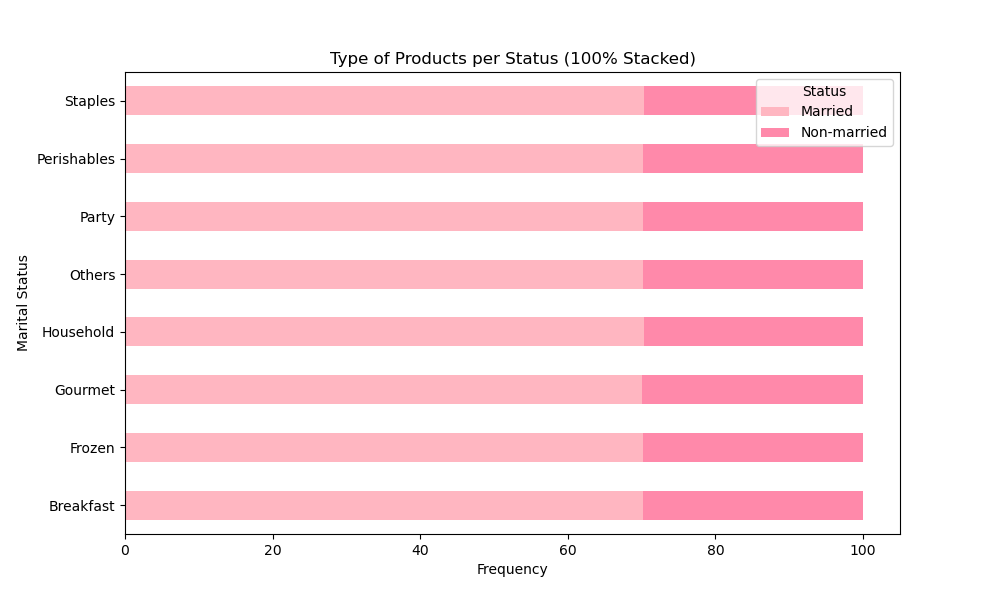 Type of Products per Status (100% Stacked)
Status
Married
Non-married
Marital Status
Staples
Perishables
Party
Others
Household
Gourmet
Frozen
Breakfast
0 20 40 60 80 100
Frequency